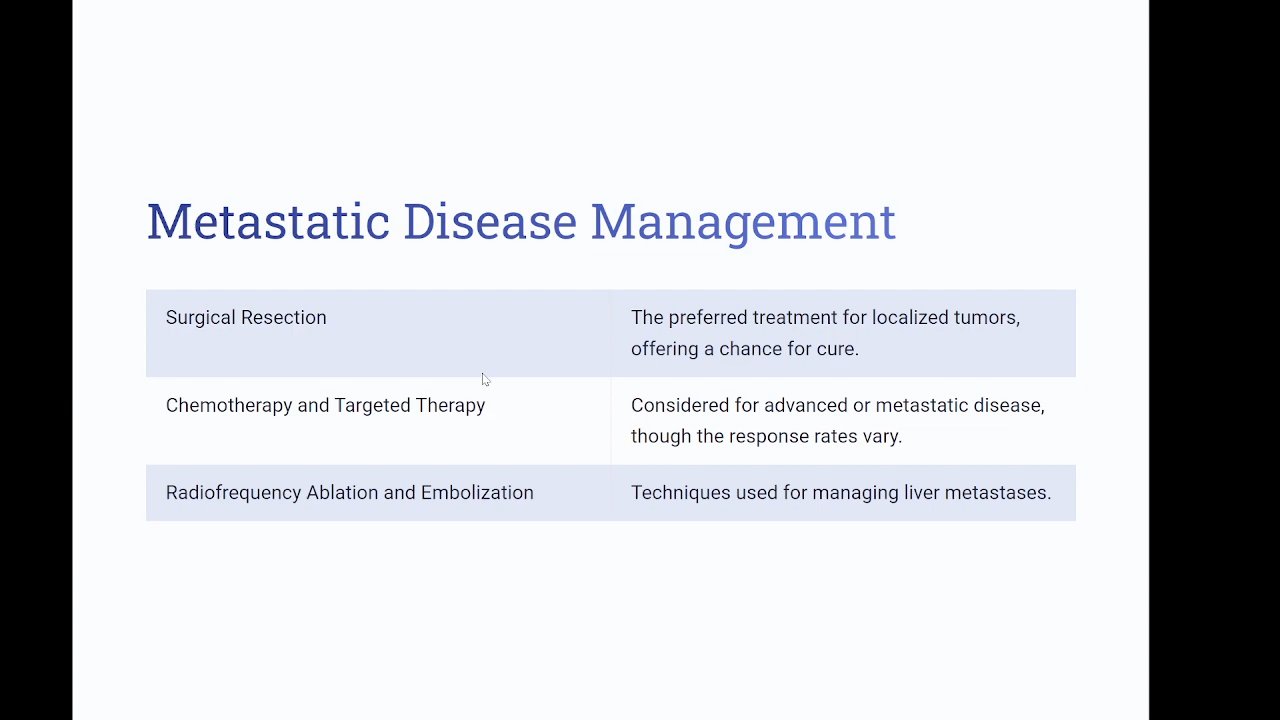 Metastatic Disease Management
Surgical Resection
The preferred treatment for localized tumors,
offering a chance for cure.
Chemotherapy and Targeted Therapy
Considered for advanced or metastatic disease,
though the response rates vary.
Radiofrequency Ablation and Embolization
Techniques used for managing liver metastases.